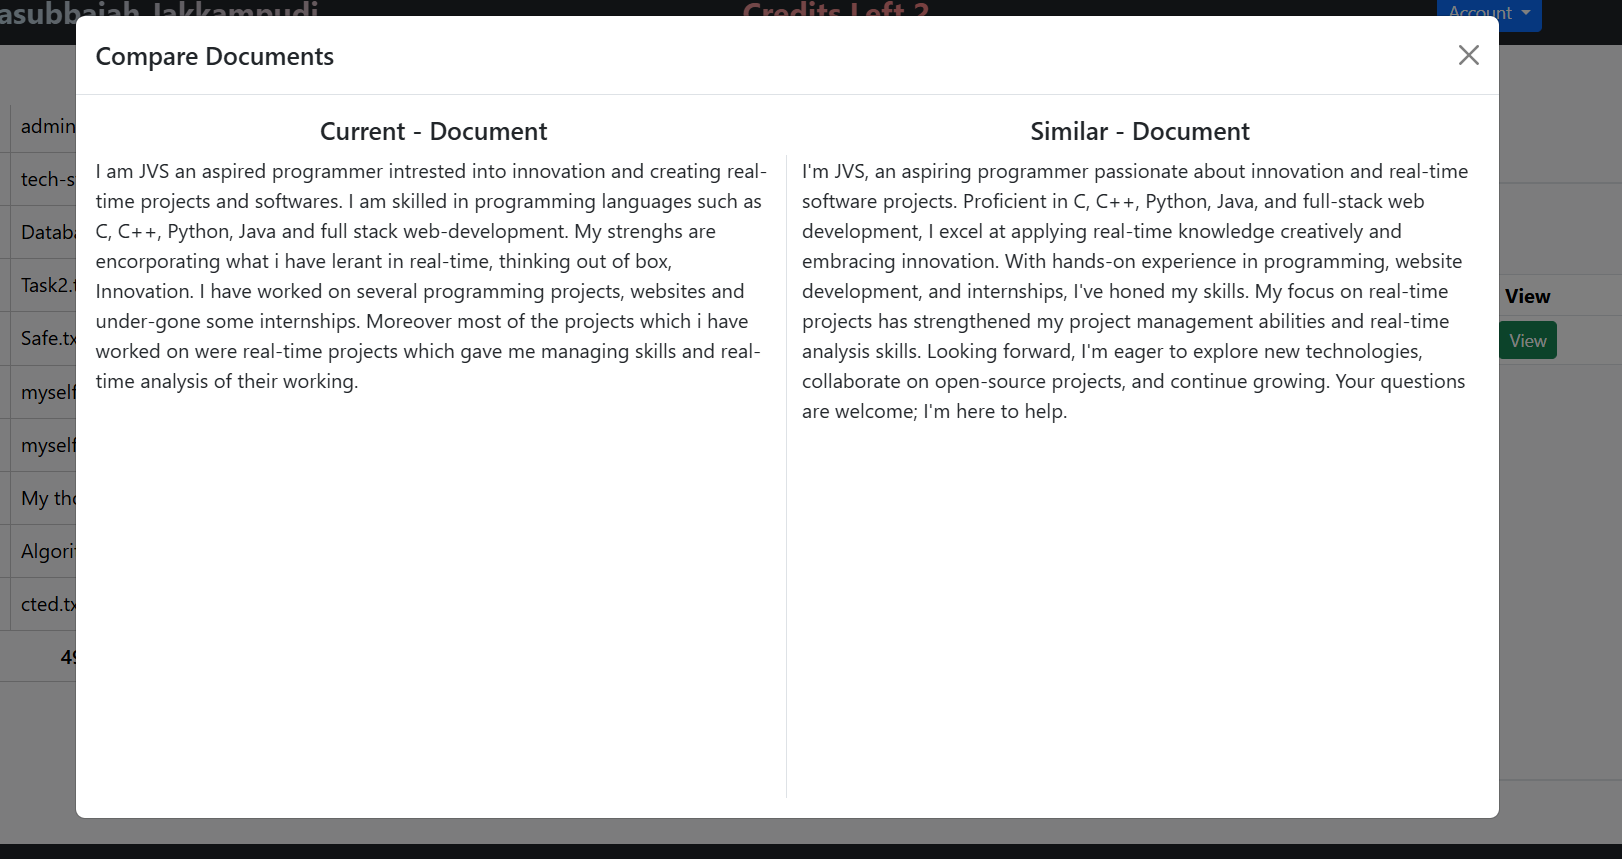 Credits Left 2
Account
Compare Documents
Current - Document
I am JVS an aspired programmer intrested into innovation and creating real-
time projects and softwares. I am skilled in programming languages such as
C, C++, Python, Java and full stack web-development. My strenghs are
encorporating what i have lerant in real-time, thinking out of box,
Innovation. I have worked on several programming projects, websites and
under-gone some internships. Moreover most of the projects which i have
worked on were real-time projects which gave me managing skills and real-
time analysis of their working.
Similar - Document
I'm JVS, an aspiring programmer passionate about innovation and real-time
software projects. Proficient in C, C++, Python, Java, and full-stack web
development, I excel at applying real-time knowledge creatively and
embracing innovation. With hands-on experience in programming, website
development, and internships, I've honed my skills. My focus on real-time
projects has strengthened my project management abilities and real-time
analysis skills. Looking forward, I'm eager to explore new technologies,
collaborate on open-source projects, and continue growing. Your questions
are welcome; I'm here to help.
admin
tech-s
Databa
Task2.t
Safe.tx
myself
myself
My tho
Algori
cted.tx
View
View